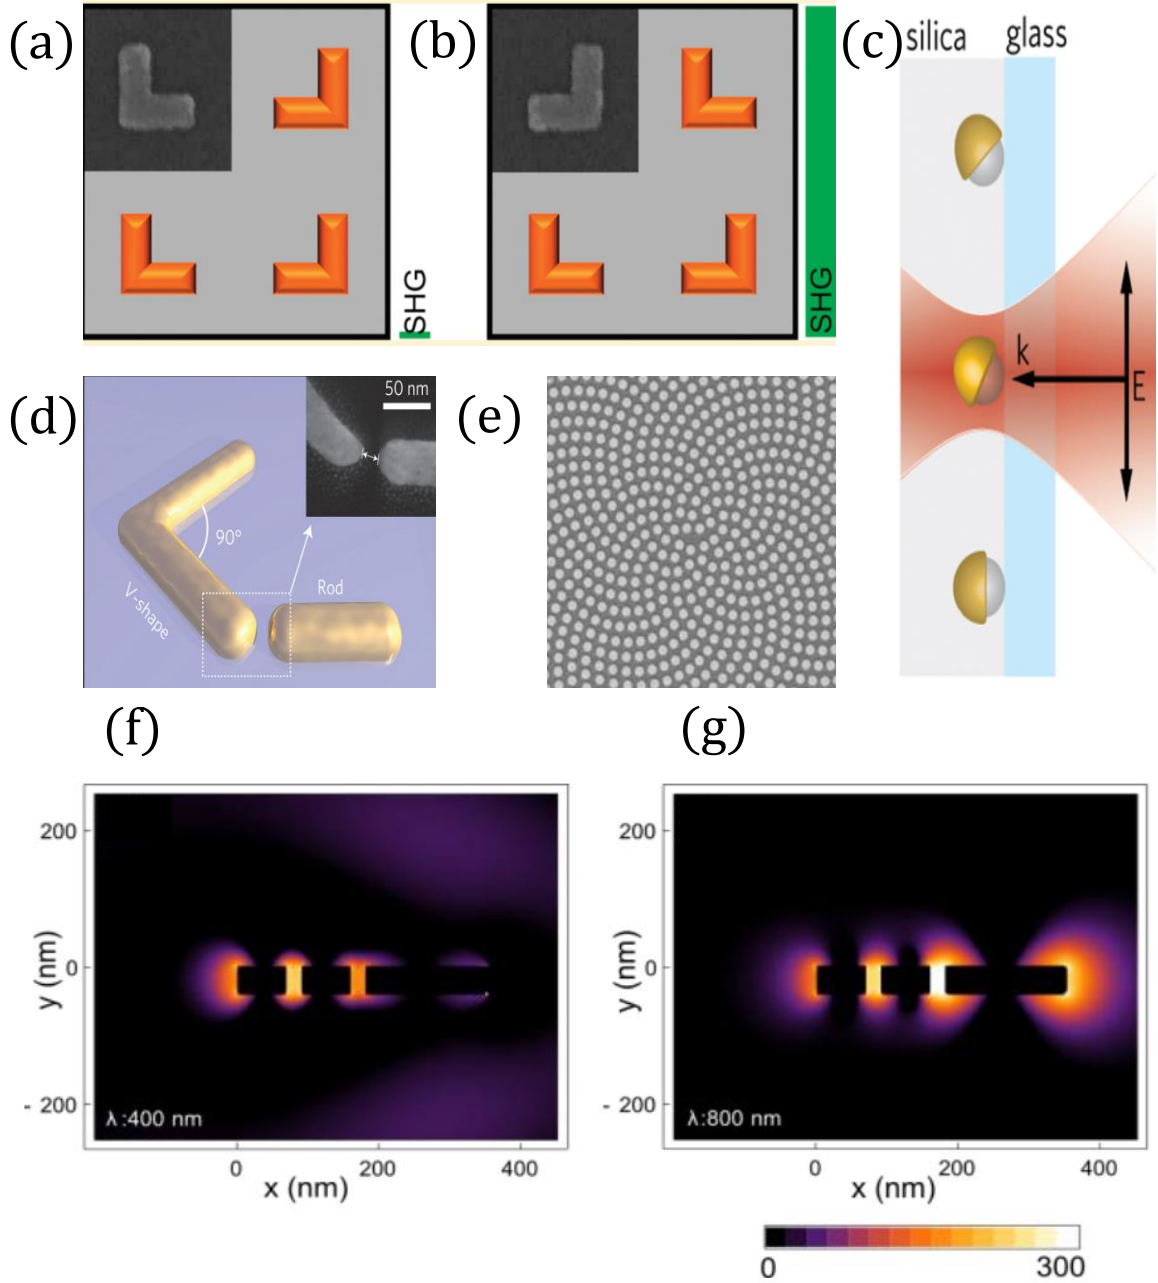 (a)
SHG
(b)
SHG
(c)
silica
glass
k
E
(d)
50 nm
90°
V-shape
Rod
(e)
(f)
200
0
- 200
y (nm)
λ:400 nm
0
200
400
x (nm)
(g)
200
0
- 200
y (nm)
λ:800 nm
0
200
400
x (nm)
0
300